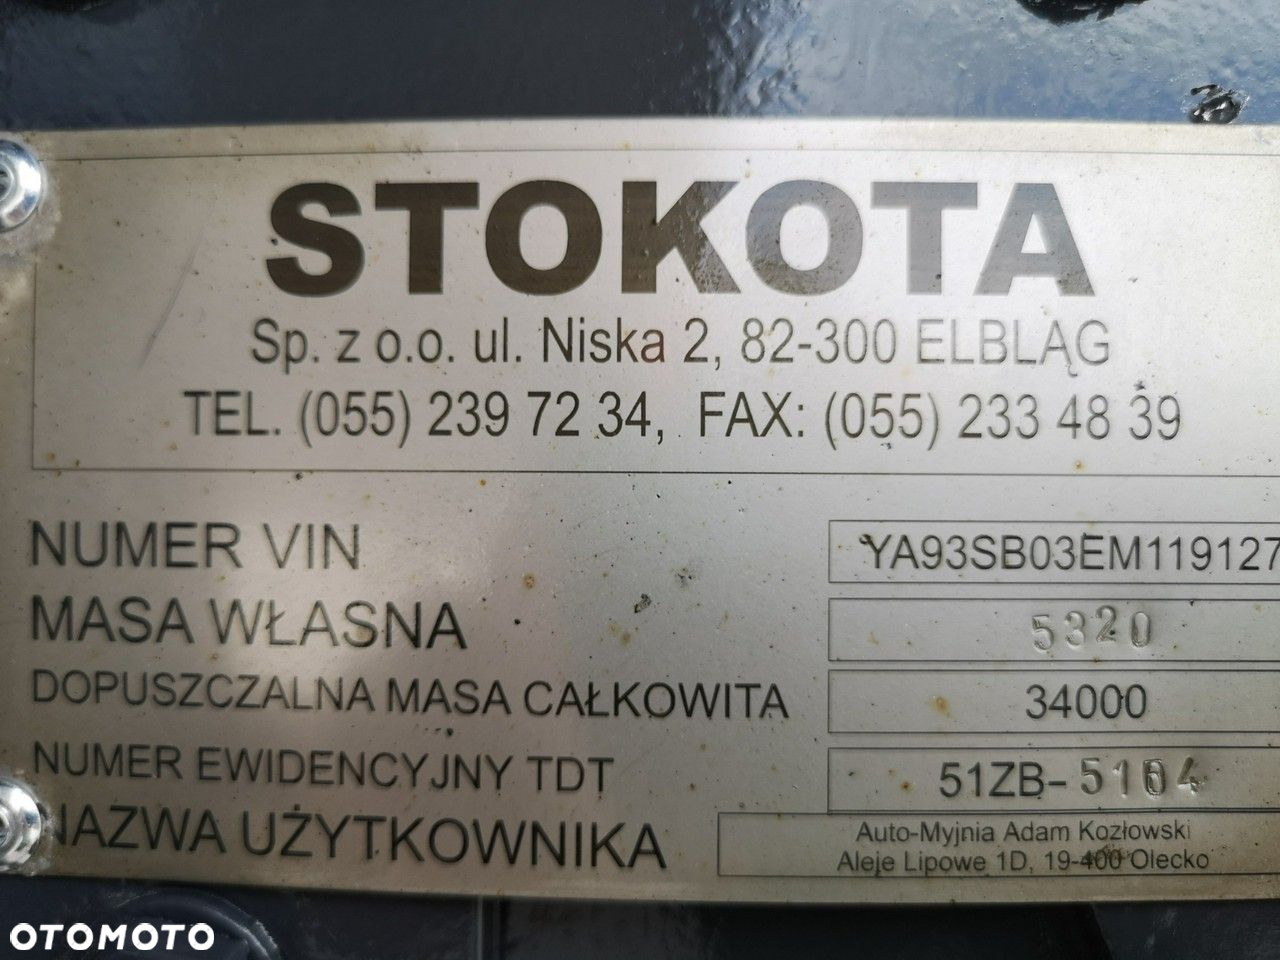 STOKOTA
Sp. z o.o. ul. Niska 2, 82-300 ELBLĄG
TEL. (055) 239 72 34, FAX: (055) 233 48 39
NUMER VIN YA93SB03EM119127
MASA WŁASNA 5320
DOPUSZCZALNA MASA CAŁKOWITA 34000
NUMER EWIDENCYJNY TDT 51ZB-5164
NAZWA UŻYTKOWNIKA Auto-Myjnia Adam Kozłowski
Aleje Lipowe 1D, 19-400 Olecko
OTOMOTO